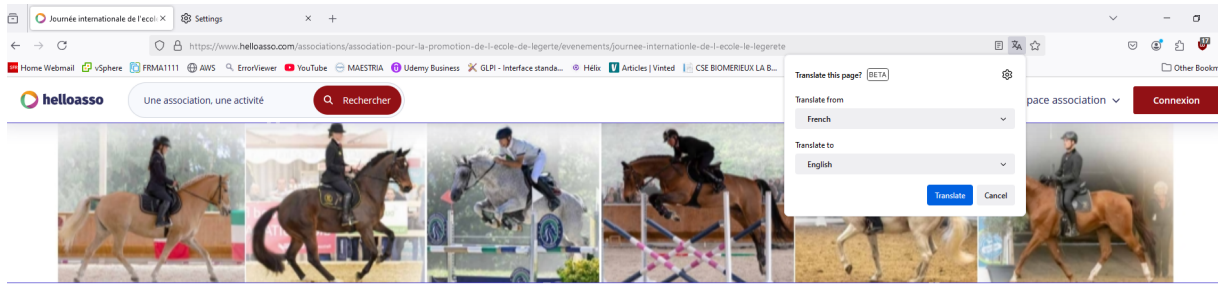 Journée internationale de l'ecole
Settings
https://www.helloasso.com/associations/association-pour-la-promotion-de-l-ecole-de-legerte/evenements/journee-internationle-de-l-ecole-le-legerete
Home Webmail
vSphere
FRMA1111
AWS
ErrorViewer
YouTube
MAESTRIA
Udemy Business
GLPI - Interface standa...
Hélix
Articles | Vinted
CSE BIOMERIEUX LA B...
Other Bookm
helloasso
Une association, une activité
Rechercher
pace association
Connexion
Translate this page? BETA
Translate from
French
Translate to
English
Translate
Cancel